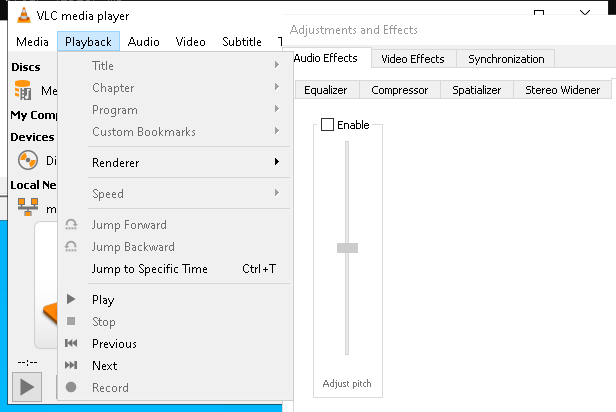 VLC media player
Media Playback Audio Video Subtitle T
Title
Chapter
Program
Custom Bookmarks
Renderer
Speed
Jump Forward
Jump Backward
Jump to Specific Time Ctrl+T
Play
Stop
Previous
Next
Record
Discs
Me
My Comp
Devices
Di
Local Ne
m
--:--
Adjustments and Effects
Audio Effects Video Effects Synchronization
Equalizer Compressor Spatializer Stereo Widener
Enable
Adjust pitch